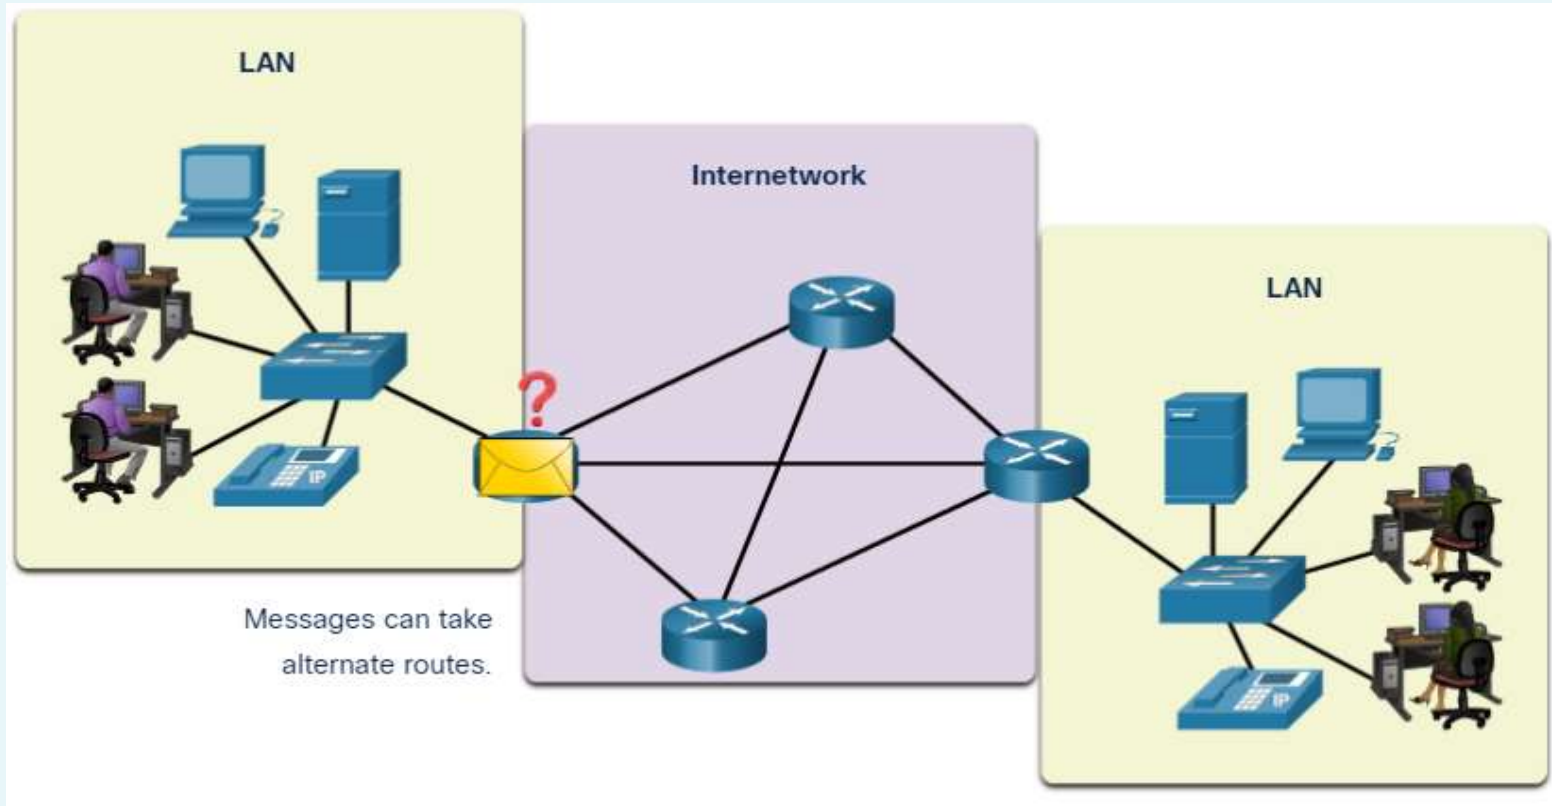 LAN
Internetwork
LAN
?
IP
Messages can take
alternate routes.
IP